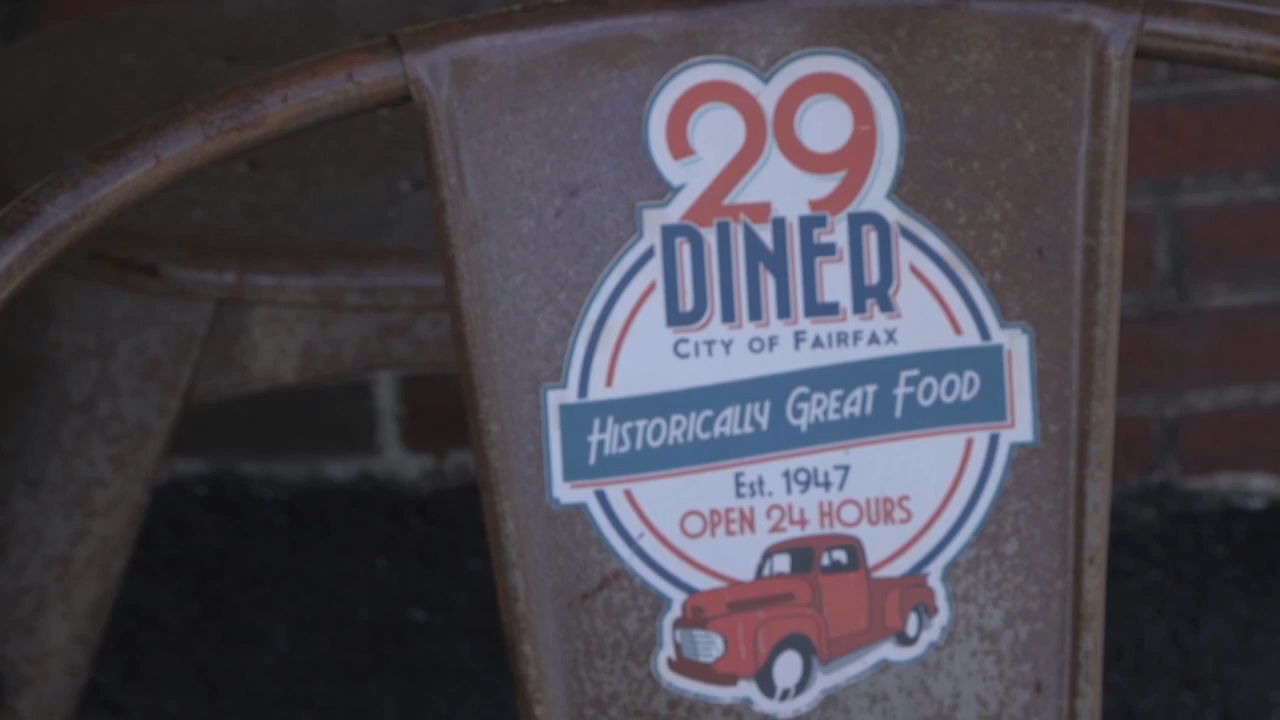 29
DINER
CITY OF FAIRFAX
HISTORICALLY GREAT FOOD
Est. 1947
OPEN 24 HOURS